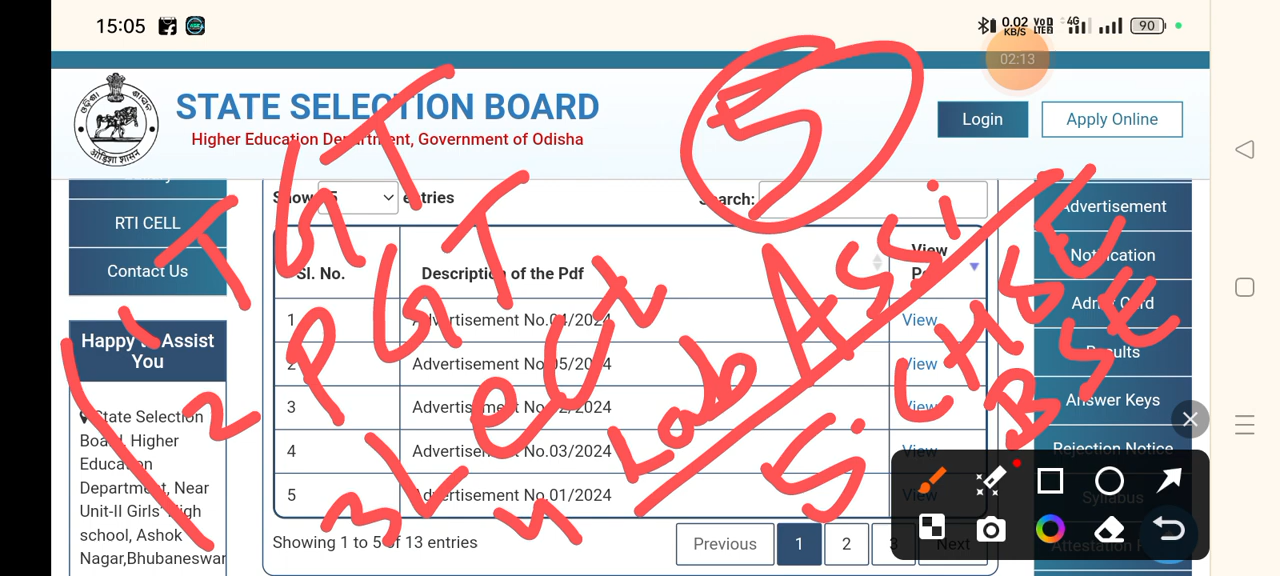 15:05
0.02 KB/S
VoD LTE2
4G
90
02:13
STATE SELECTION BOARD
Higher Education Department, Government of Odisha
Login
Apply Online
RTI CELL
Contact Us
Happy to Assist You
State Selection
Board, Higher
Education
Department, Near
Unit-II Girls' High
school, Ashok
Nagar,Bhubaneswar
Show 5 entries
Search:
Sl. No.
Description of the Pdf
View
1 Advertisement No.04/2024 View
2 Advertisement No.05/2024 View
3 Advertisement No.02/2024 View
4 Advertisement No.03/2024 View
5 Advertisement No.01/2024 View
Showing 1 to 5 of 13 entries
Previous
1
2
3
Next
Advertisement
Notification
Admit Card
Results
Answer Keys
Rejection Notice
Syllabus
5
1 TGT
2 PGT
3 Lect
4 Lab Assi
5. CHSE
BSE